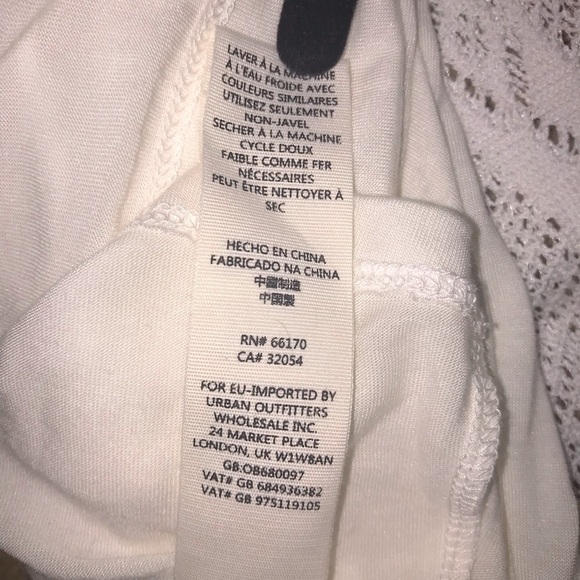 LAVER À LA MACHINE
À L'EAU FROIDE AVEC
COULEURS SIMILAIRES
UTILISEZ SEULEMENT
NON-JAVEL
SECHER À LA MACHINE
CYCLE DOUX
FAIBLE COMME FER
NÉCESSAIRES
PEUT ÊTRE NETTOYER À
SEC
HECHO EN CHINA
FABRICADO NA CHINA
中國制造
中国製
RN# 66170
CA# 32054
FOR EU-IMPORTED BY
URBAN OUTFITTERS
WHOLESALE INC.
24 MARKET PLACE
LONDON, UK W1W8AN
GB:OB680097
VAT# GB 684936382
VAT# GB 975119105